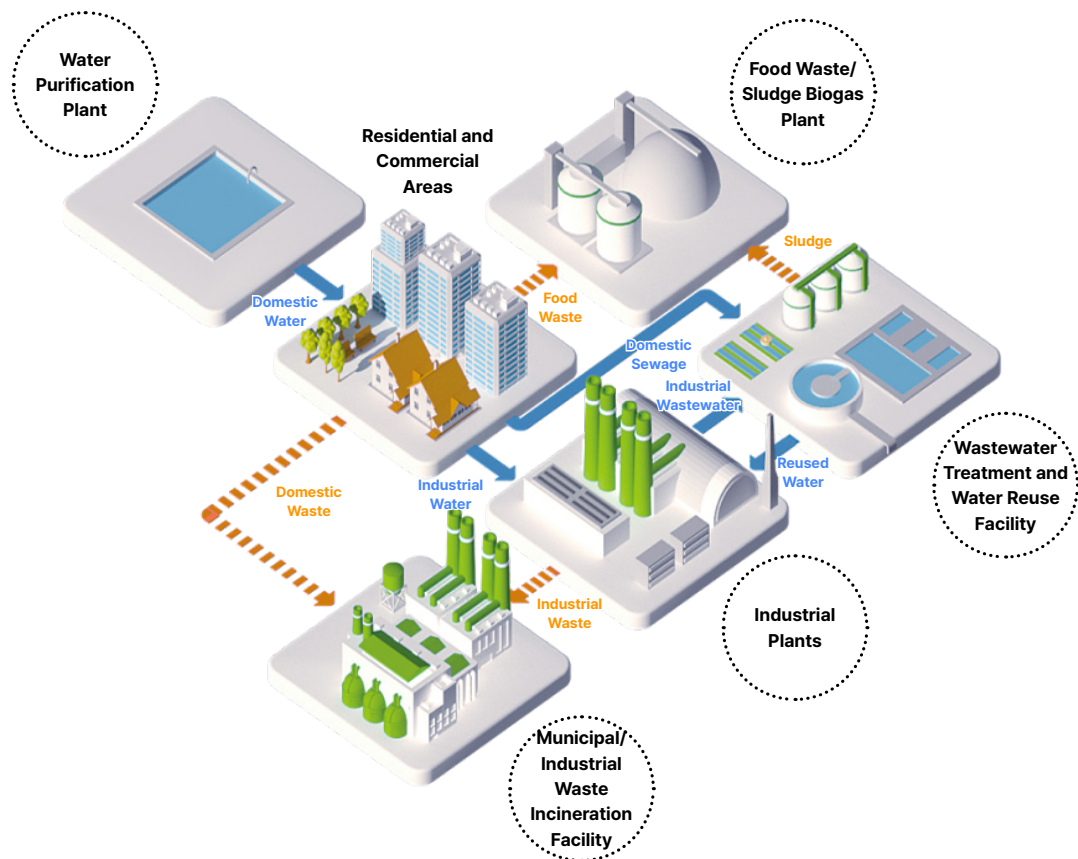 Water
Purification
Plant
Food Waste/
Sludge Biogas
Plant
Residential and
Commercial
Areas
Sludge
Domestic
Water
Food
Waste
Domestic
Sewage
Industrial
Wastewater
Wastewater
Treatment and
Water Reuse
Facility
Reused
Water
Domestic
Waste
Industrial
Water
Industrial
Waste
Industrial
Plants
Municipal/
Industrial
Waste
Incineration
Facility